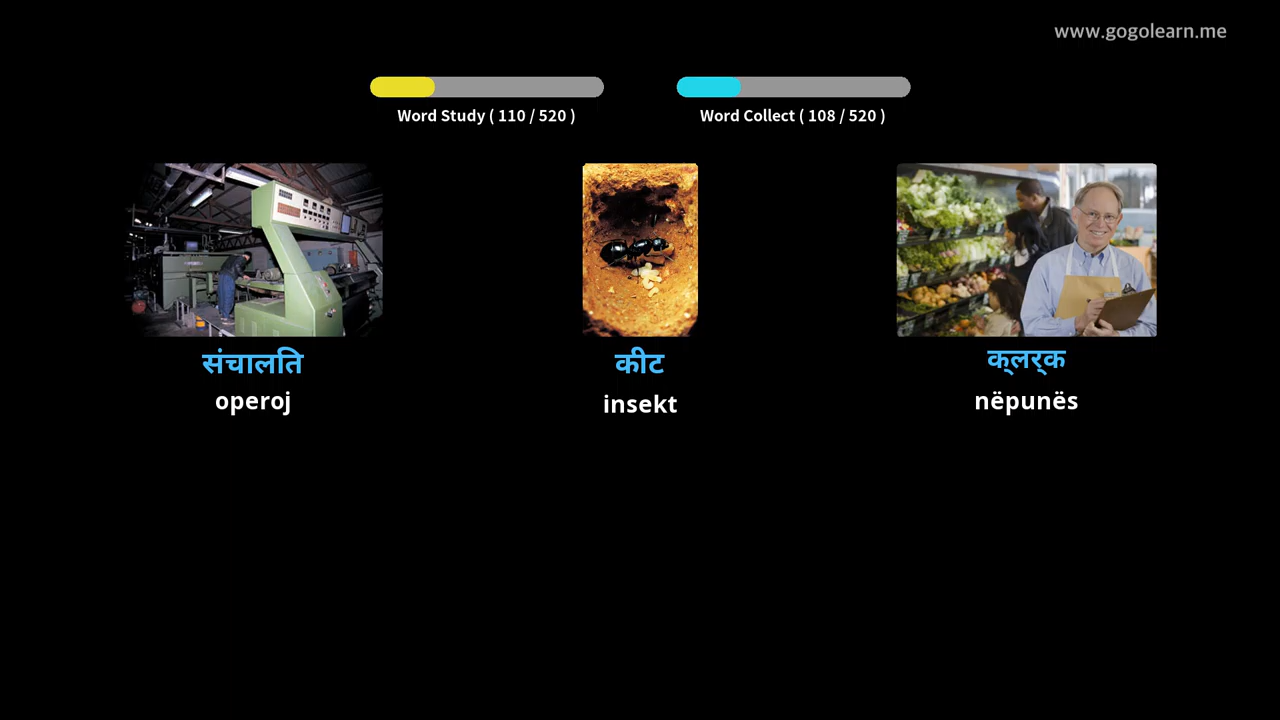 www.gogolearn.me
Word Study ( 110 / 520 )
Word Collect ( 108 / 520 )
संचालति
कीट
क्‌लर्‌क
operoj
insekt
nëpunës